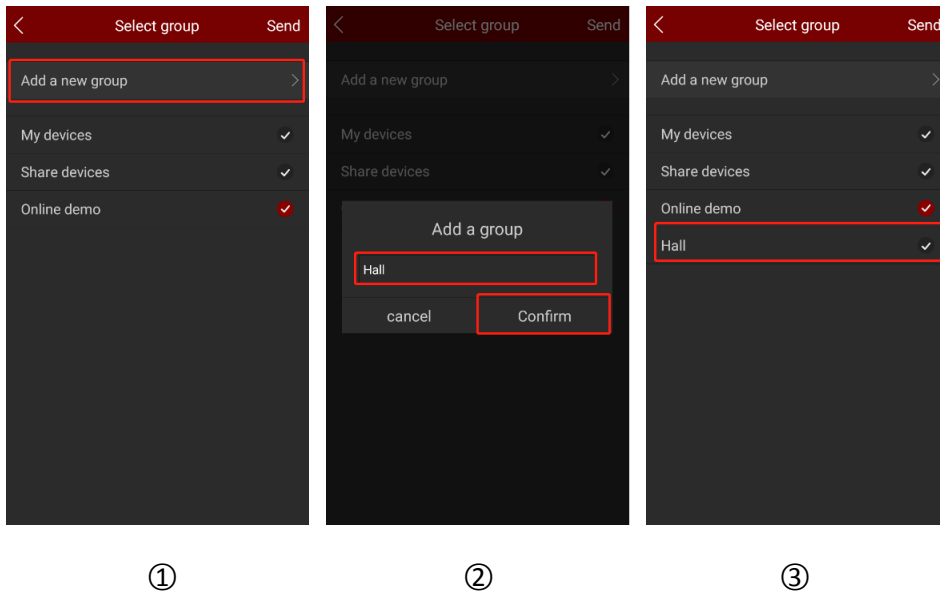 Select group Send
Add a new group
My devices
Share devices
Online demo
Select group Send
Add a new group
My devices
Share devices
Add a group
Hall
cancel Confirm
Select group Send
Add a new group
My devices
Share devices
Online demo
Hall
① ② ③